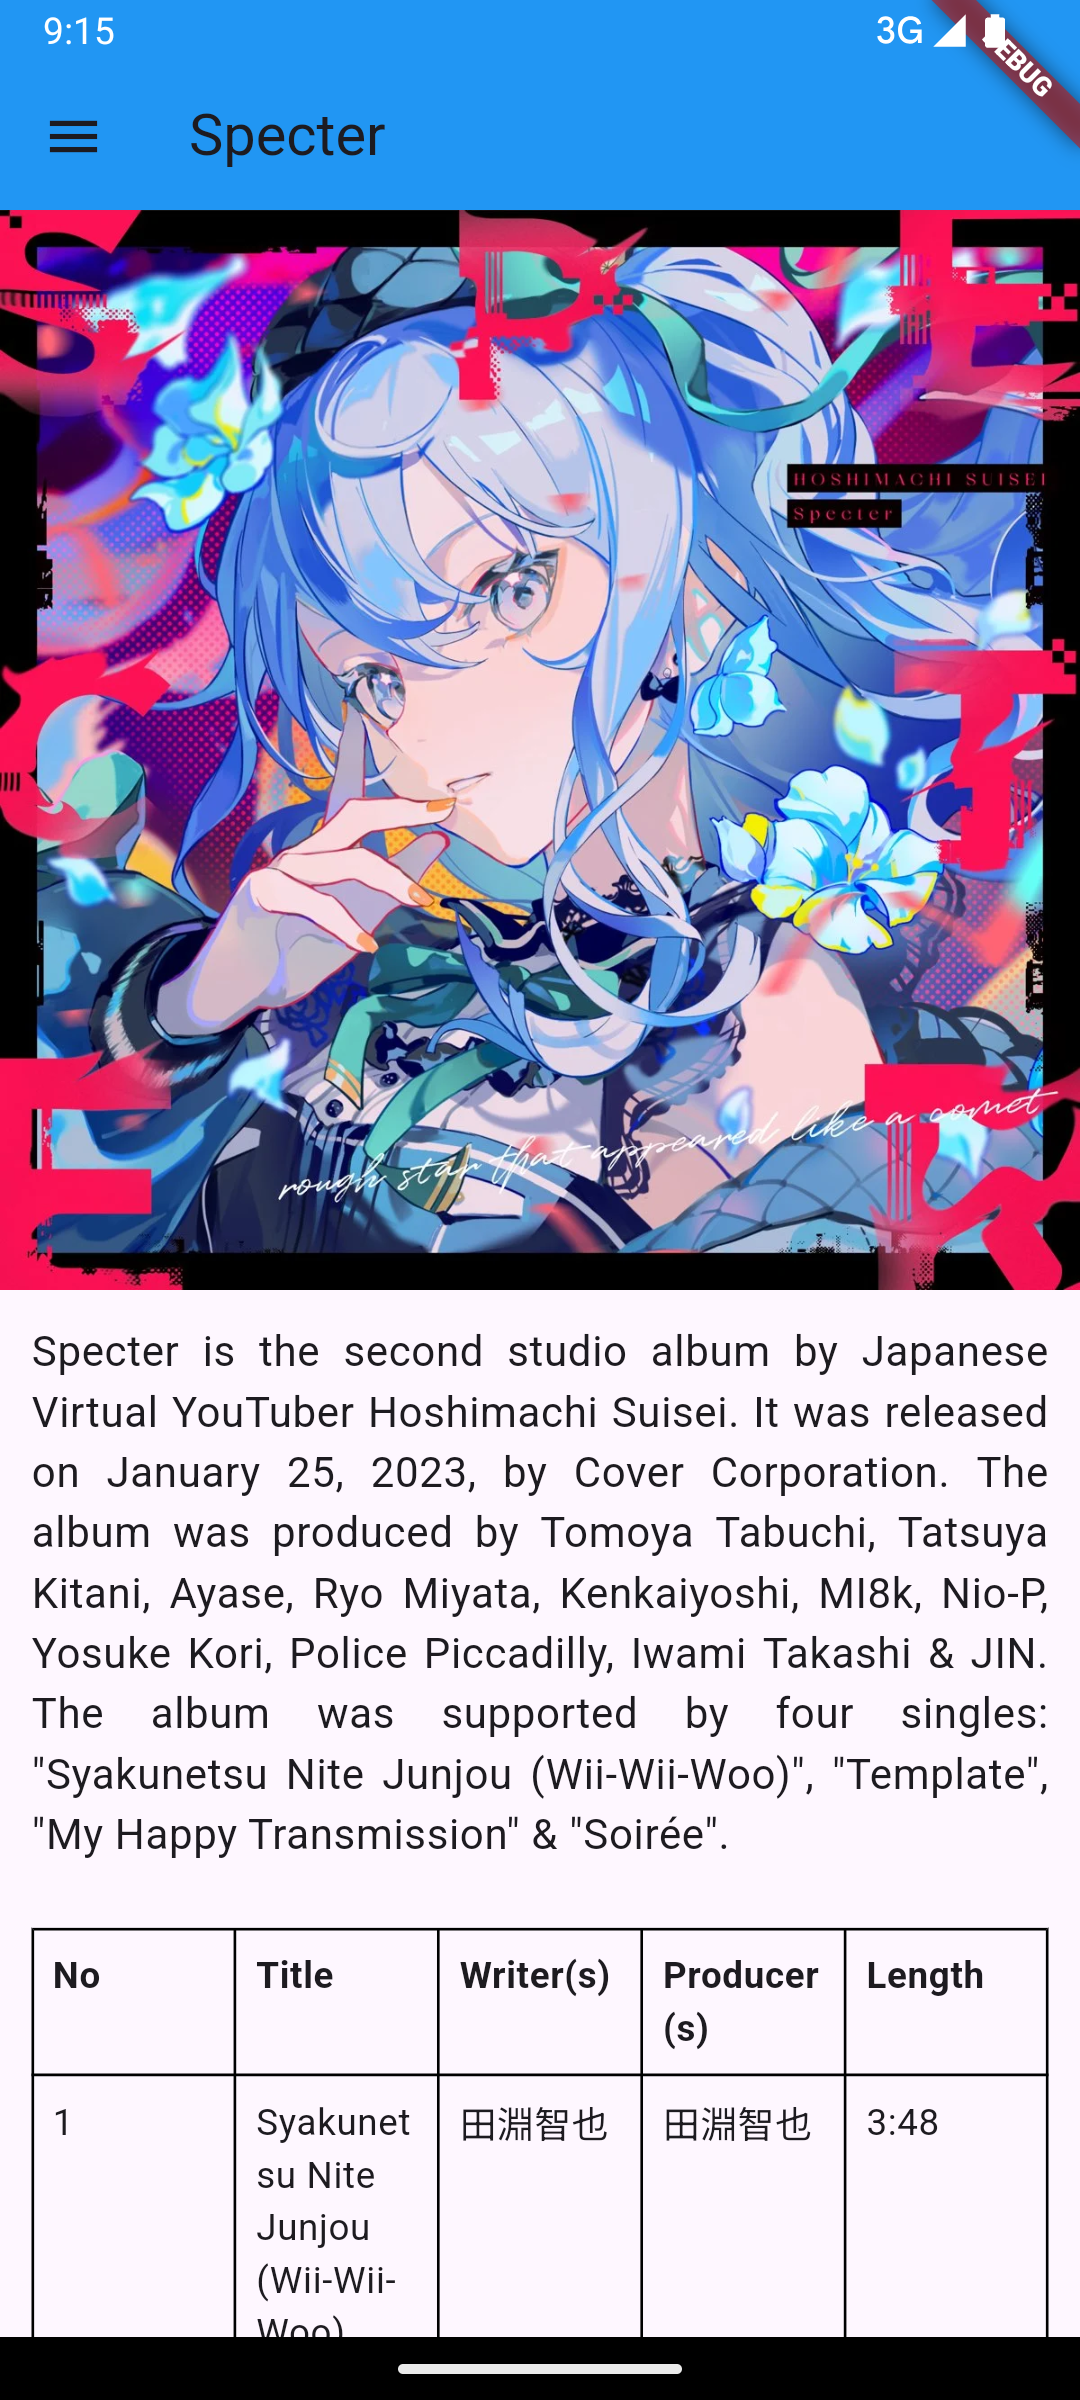 9:15
3G
DEBUG
Specter
SPE
HOSHIMACHI SUISEI
Specter
CT
rough star that appeared like a comet
ER
Specter is the second studio album by Japanese
Virtual YouTuber Hoshimachi Suisei. It was released
on January 25, 2023, by Cover Corporation. The
album was produced by Tomoya Tabuchi, Tatsuya
Kitani, Ayase, Ryo Miyata, Kenkaiyoshi, MI8k, Nio-P,
Yosuke Kori, Police Piccadilly, Iwami Takashi & JIN.
The album was supported by four singles:
"Syakunetsu Nite Junjou (Wii-Wii-Woo)", "Template",
"My Happy Transmission" & "Soirée".
No Title Writer(s) Producer
(s) Length
1 Syakunet
su Nite
Junjou
(Wii-Wii-
Woo) 田淵智也 田淵智也 3:48